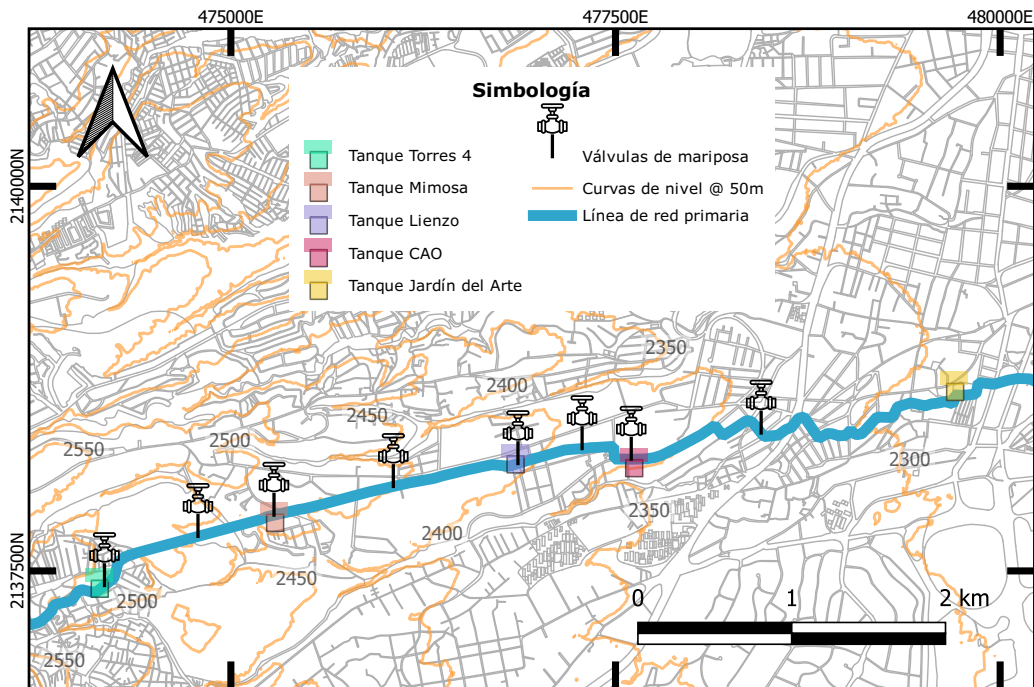 475000E
477500E
480000E
2140000N
2137500N
Simbología
Tanque Torres 4
Tanque Mimosa
Tanque Lienzo
Tanque CAO
Tanque Jardín del Arte
Válvulas de mariposa
Curvas de nivel @ 50m
Línea de red primaria
2350
2400
2450
2500
2550
2300
2350
2400
2450
2500
2550
0 1 2 km